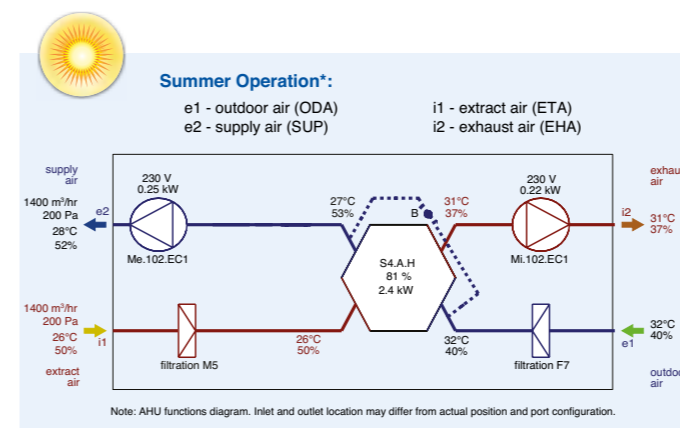 Summer Operation*:
e1 - outdoor air (ODA)
i1 - extract air (ETA)
e2 - supply air (SUP)
i2 - exhaust air (EHA)
supply
air
1400 m³/hr
200 Pa
28°C
52%
e2
230 V
0.25 kW
Me.102.EC1
27°C
53%
B
31°C
37%
230 V
0.22 kW
Mi.102.EC1
exhau
air
i2
31°C
37%
S4.A.H
81 %
2.4 kW
1400 m³/hr
200 Pa
26°C
50%
i1
extract
air
filtration M5
26°C
50%
32°C
40%
filtration F7
e1
32°C
40%
outdoo
air
Note: AHU functions diagram. Inlet and outlet location may differ from actual position and port configuration.